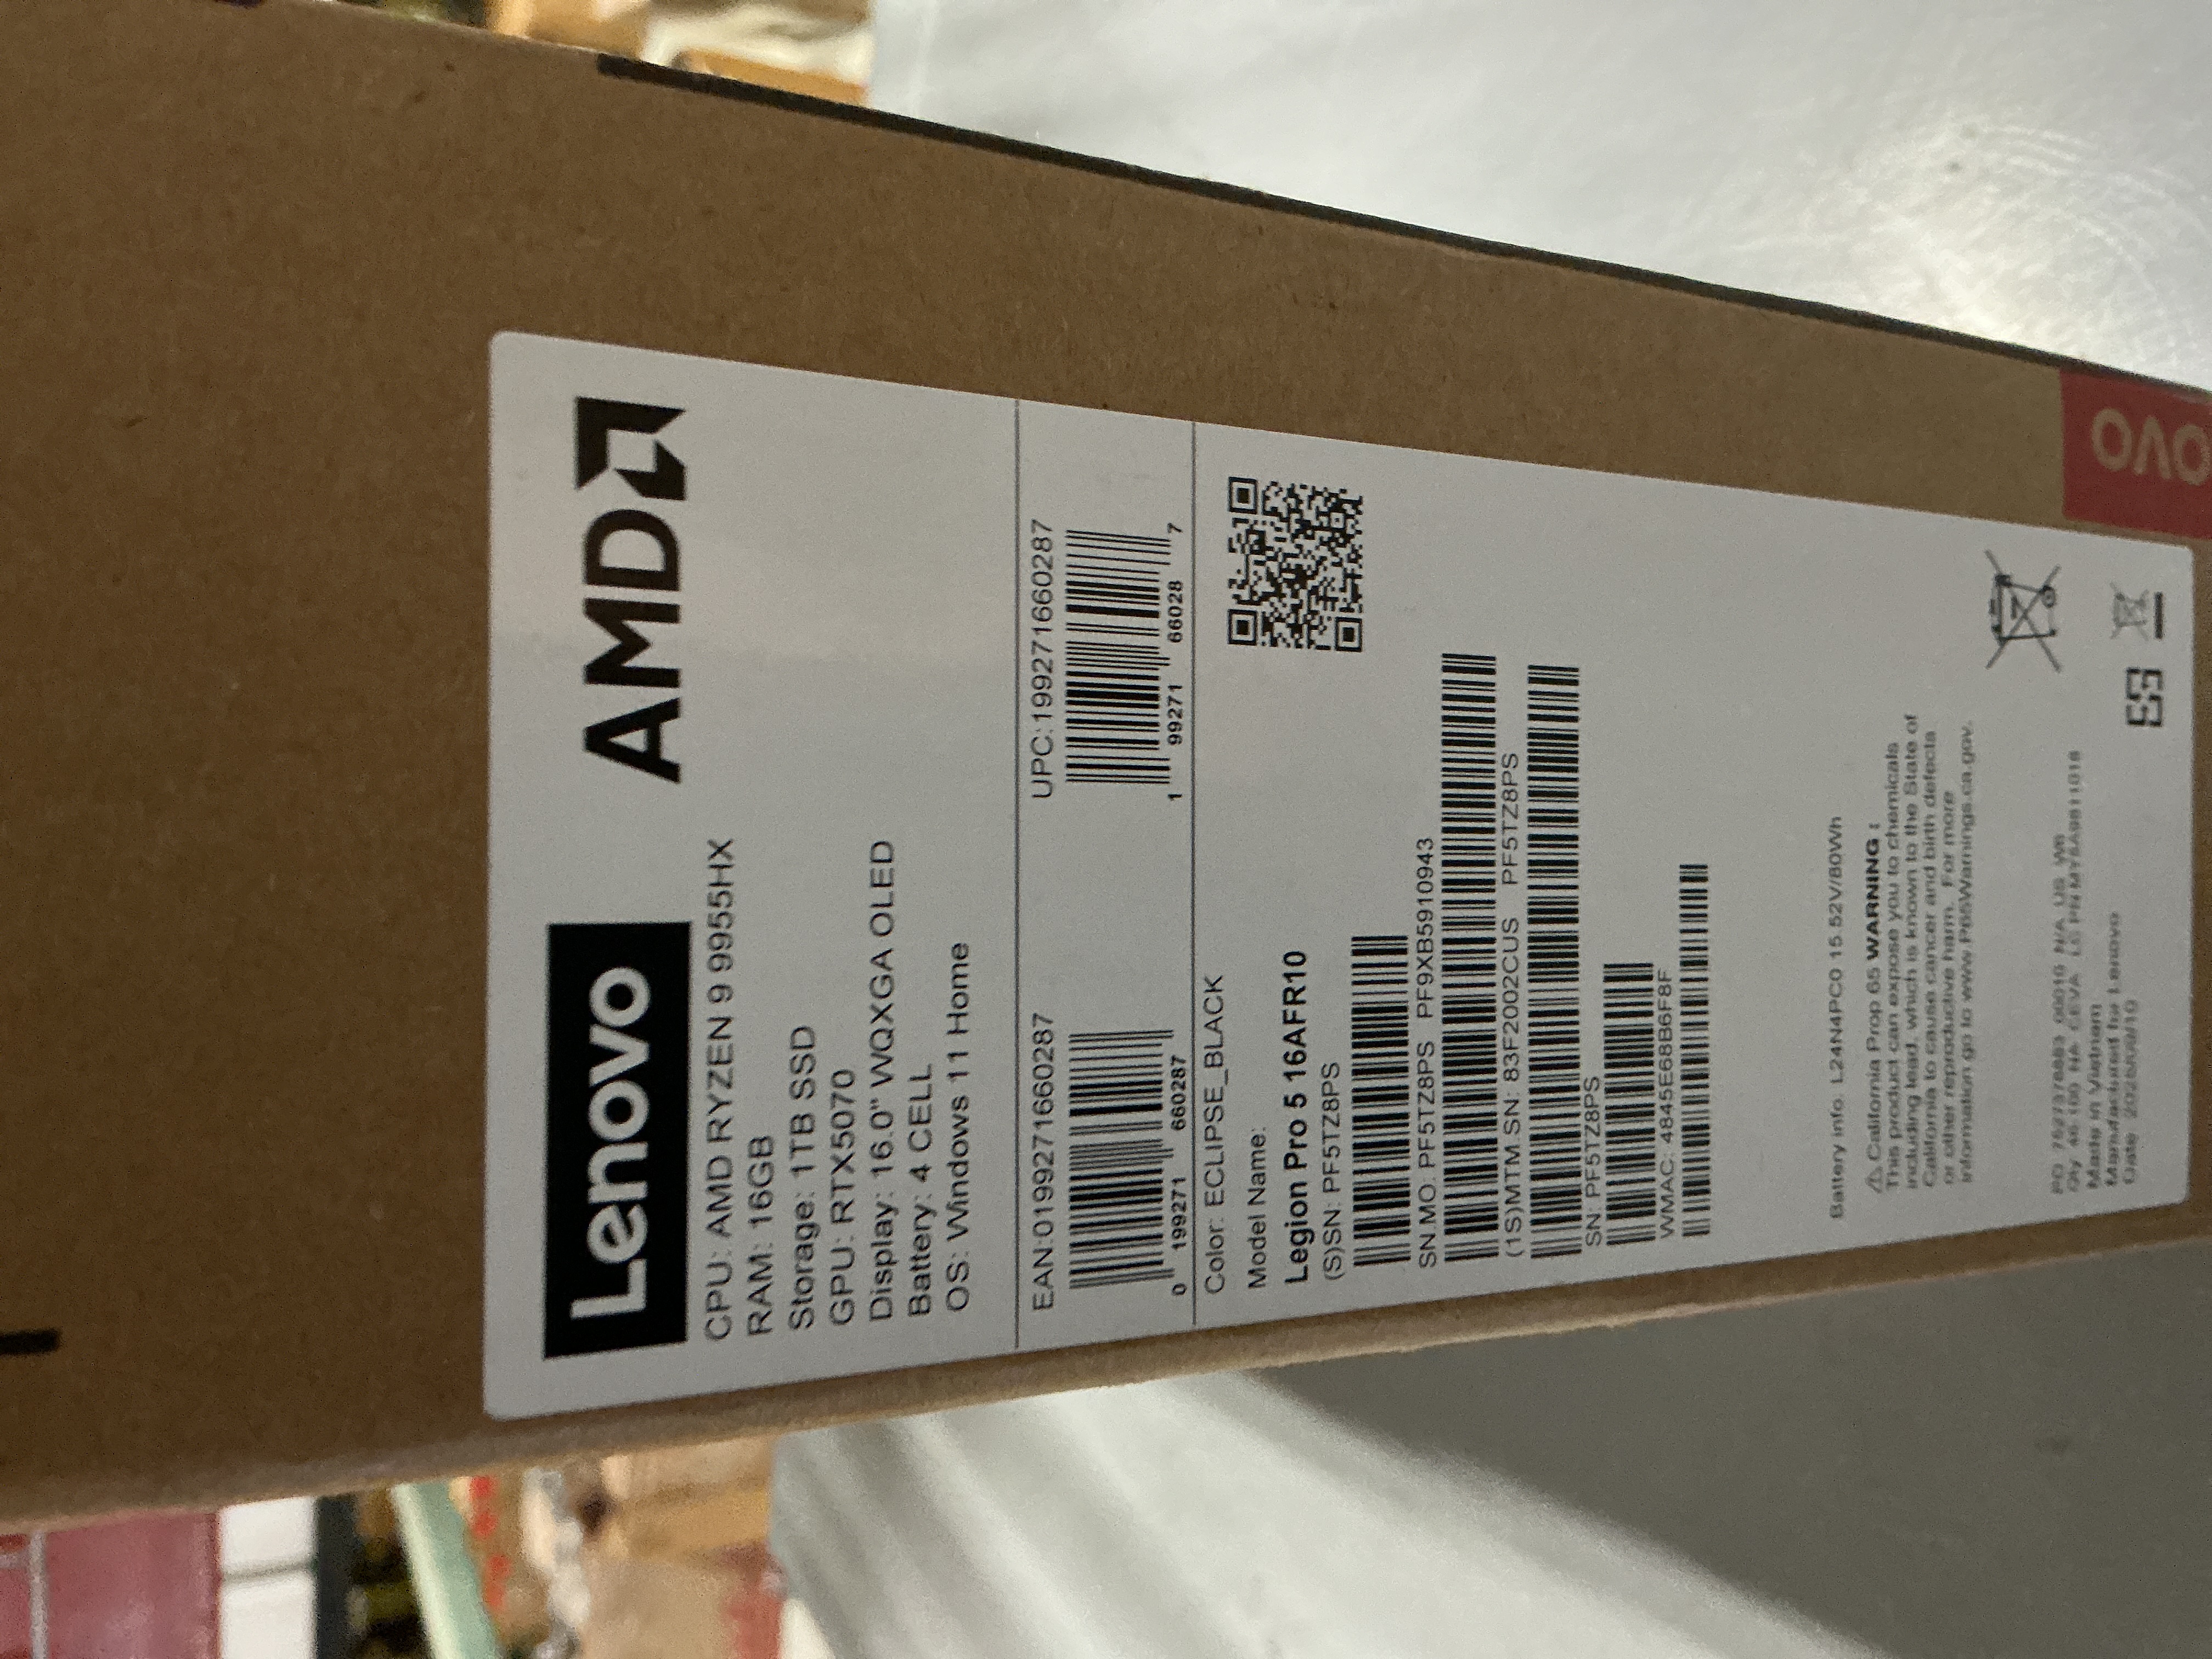 Lenovo
AMD
CPU: AMD RYZEN 9 9955HX
RAM: 16GB
Storage: 1TB SSD
GPU: RTX5070
Display: 16.0" WQXGA OLED
Battery: 4 CELL
OS: Windows 11 Home
EAN:0199271660287
0 199271 660287
UPC:199271660287
1 99271 66028 7
Color: ECLIPSE_BLACK
Model Name:
Legion Pro 5 16AFR10
(S)SN: PF5TZ8PS
SN.MO: PF5TZ8PS PF9XB5910943
(1S)MTM.SN: 83F2002CUS PF5TZ8PS
SN: PF5TZ8PS
WMAC: 4845E68B6F8F
Battery info. L24N4PC0 15.52V/80Wh
⚠California Prop 65 WARNING :
This product can expose you to chemicals
including lead, which is known to the State of
California to cause cancer and birth defects
or other reproductive harm. For more
information go to www.P65Warnings.ca.gov.
Made in Vietnam
Manufactured for Lenovo
ovo